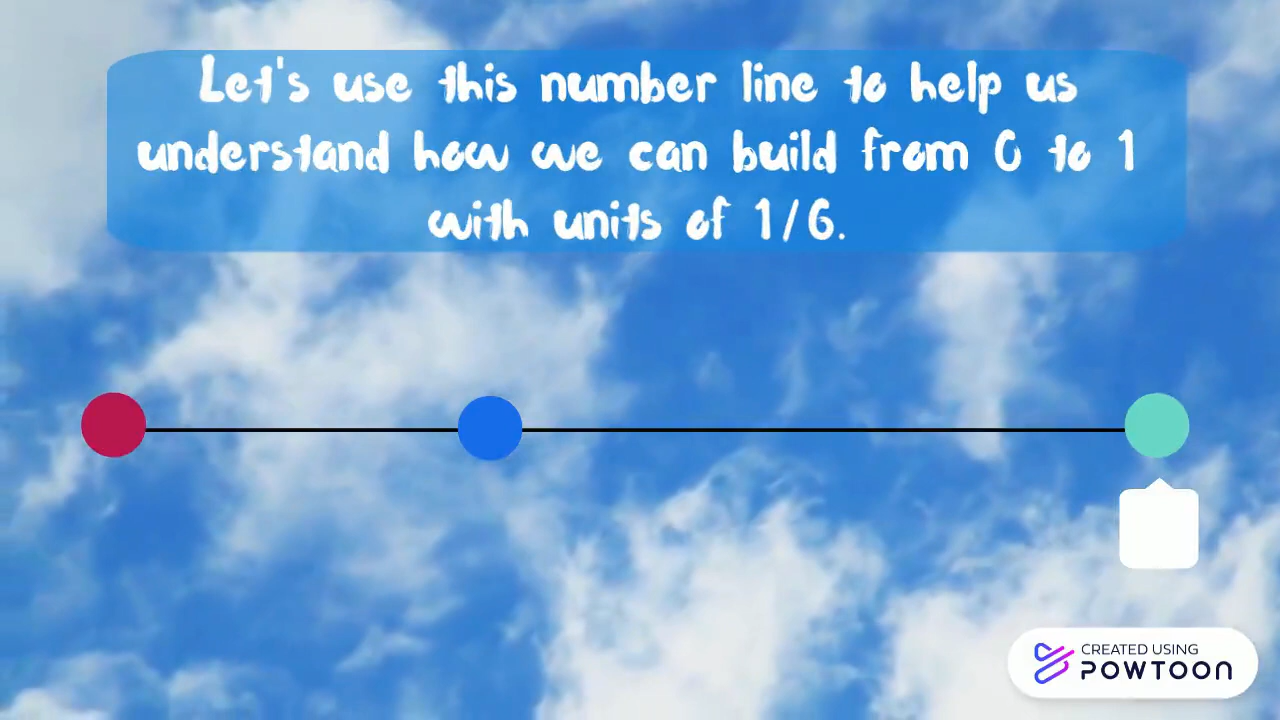 Let's use this number line to help us
understand how we can build from 0 to 1
with units of 1/6.
CREATED USING
POWTOON